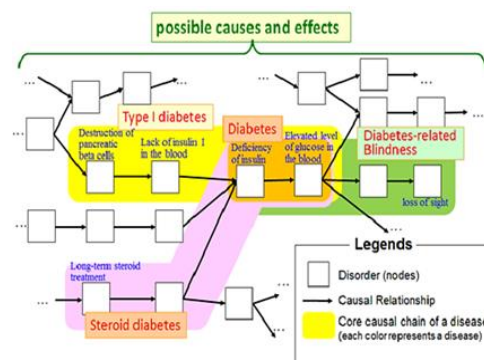 possible causes and effects
...
...
...
...
Type I diabetes
Destruction of
pancreatic
beta cells
Lack of insulin I
in the blood
Diabetes
Deficiency
of insulin
Elevated level
of glucose in
the blood
Diabetes-related
Blindness
...
loss of sight
...
...
Long-term steroid
treatment
...
Steroid diabetes
...
...
Legends
Disorder (nodes)
Causal Relationship
Core causal chain of a disease
(each color represents a disease)